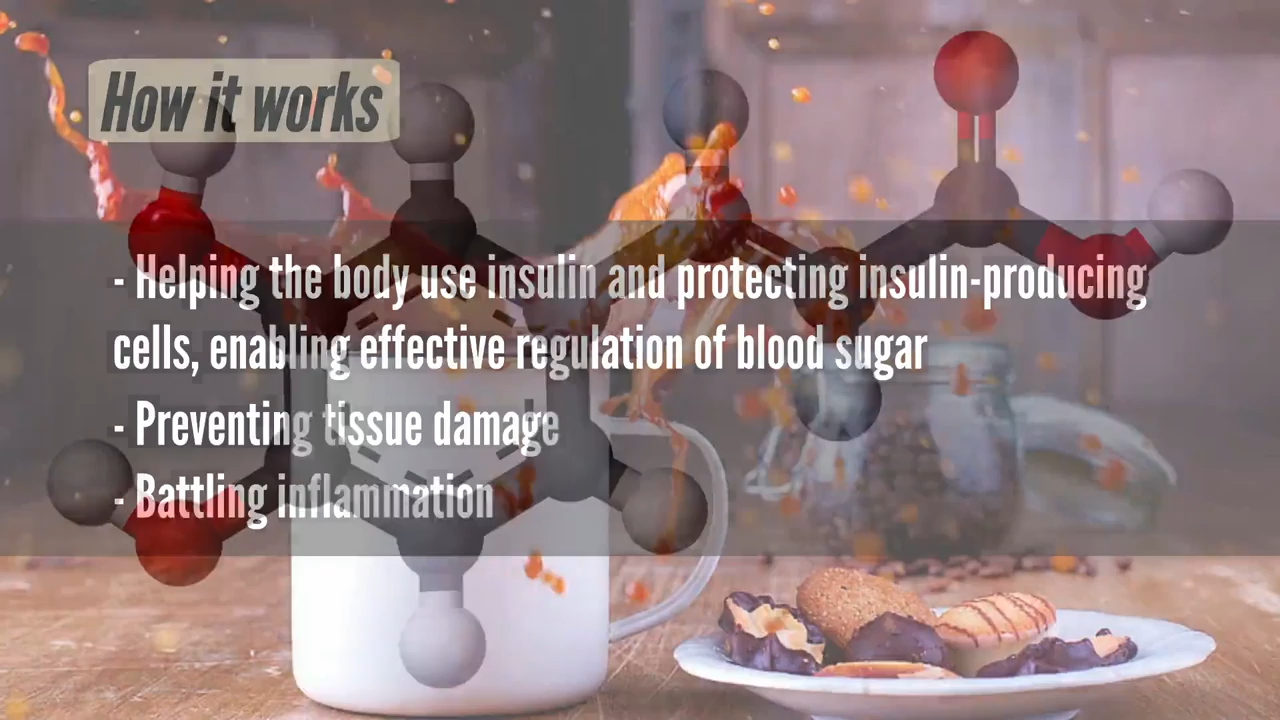 How it works
- Helping the body use insulin and protecting insulin-producing
cells, enabling effective regulation of blood sugar
- Preventing tissue damage
- Battling inflammation